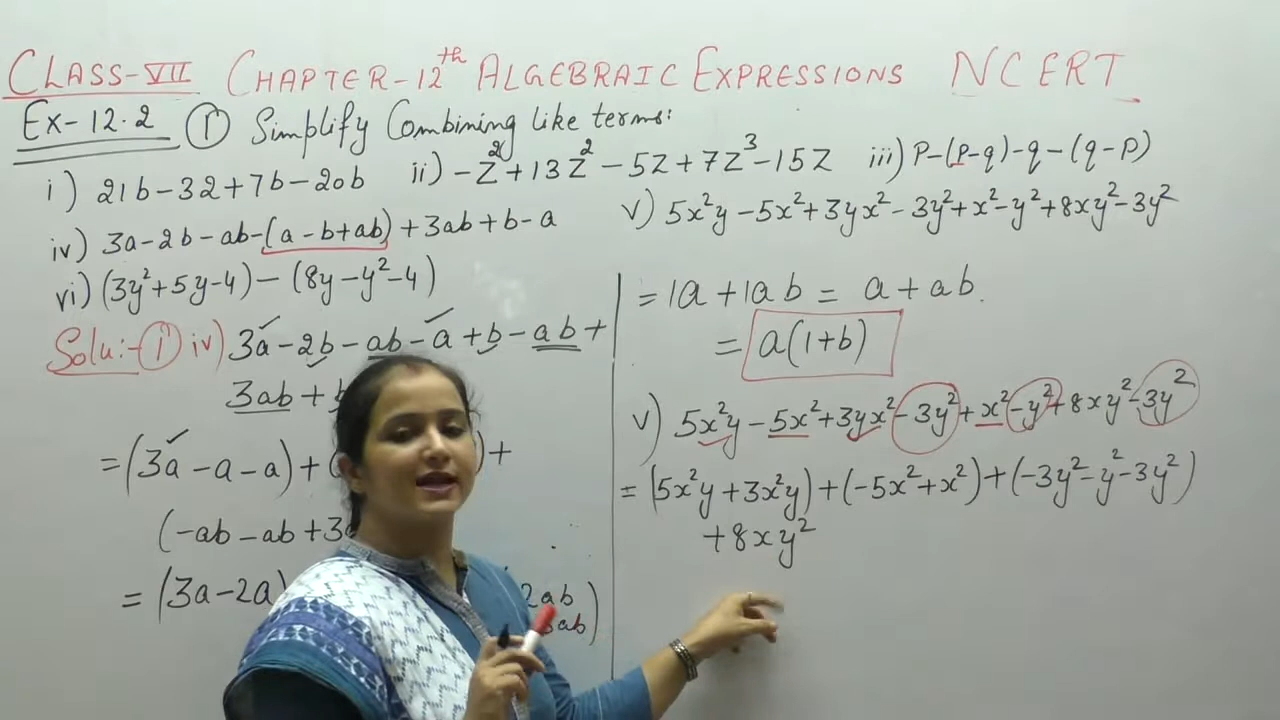 CLASS-VII CHAPTER-12th ALGEBRAIC EXPRESSIONS NCERT
Ex-12.2 ① Simplify Combining like terms:
i) 21b-32+7b-20b ii) -z²+13z²-5z+7z³-15z iii) p-(p-q)-q-(q-p)
iv) 3a-2b-ab-(a-b+ab)+3ab+b-a v) 5x²y-5x²+3yx²-3y²+x²-y²+8xy²-3y²
vi) (3y²+5y-4)-(8y-y²-4)
Solu:-① iv) 3a-2b-ab-a+b-ab+
3ab+
=(3a-a-a)+( )+
(-ab-ab+3
=(3a-2a) 2ab
3ab)
=1a+1ab=a+ab.
=a(1+b)
v) 5x²y-5x²+3yx²-3y²+x²-y²+8xy²-3y²
=(5x²y+3x²y)+(-5x²+x²)+(-3y²-y²-3y²)
+8xy²